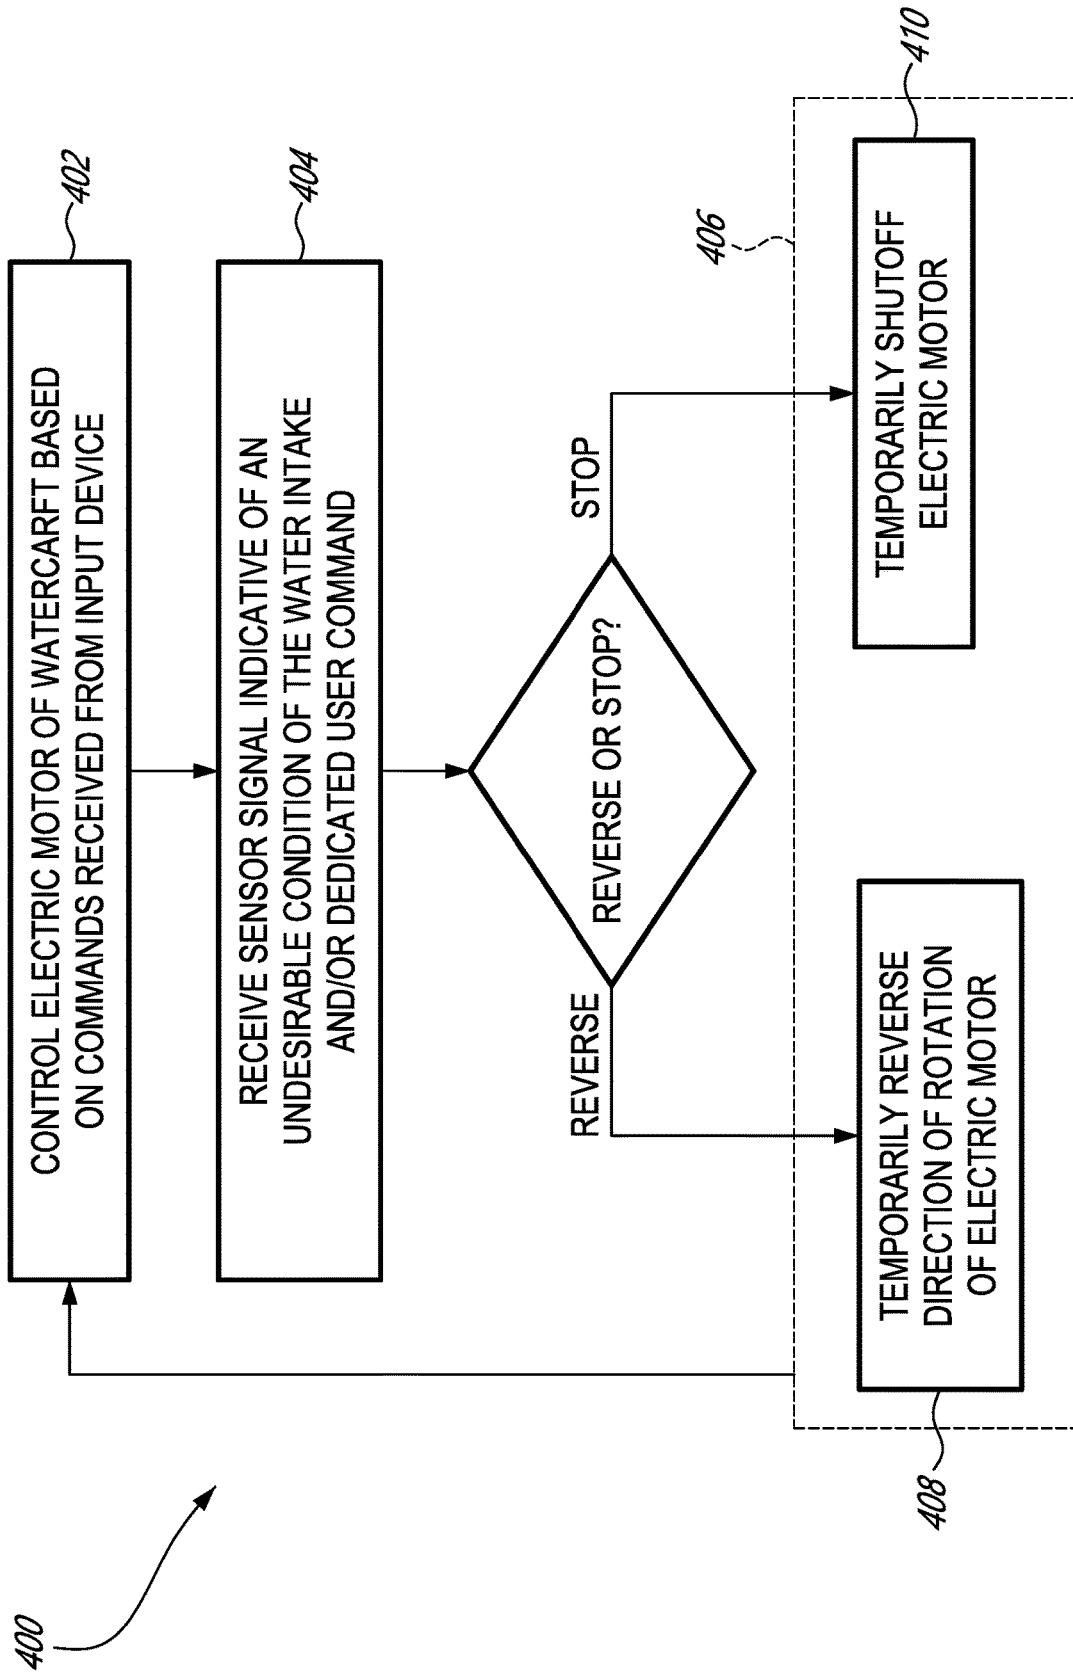 400
402
CONTROL ELECTRIC MOTOR OF WATERCARFT BASED
ON COMMANDS RECEIVED FROM INPUT DEVICE
404
RECEIVE SENSOR SIGNAL INDICATIVE OF AN
UNDESIRABLE CONDITION OF THE WATER INTAKE
AND/OR DEDICATED USER COMMAND
REVERSE
REVERSE OR STOP?
STOP
406
408
TEMPORARILY REVERSE
DIRECTION OF ROTATION
OF ELECTRIC MOTOR
TEMPORARILY SHUTOFF
ELECTRIC MOTOR
410